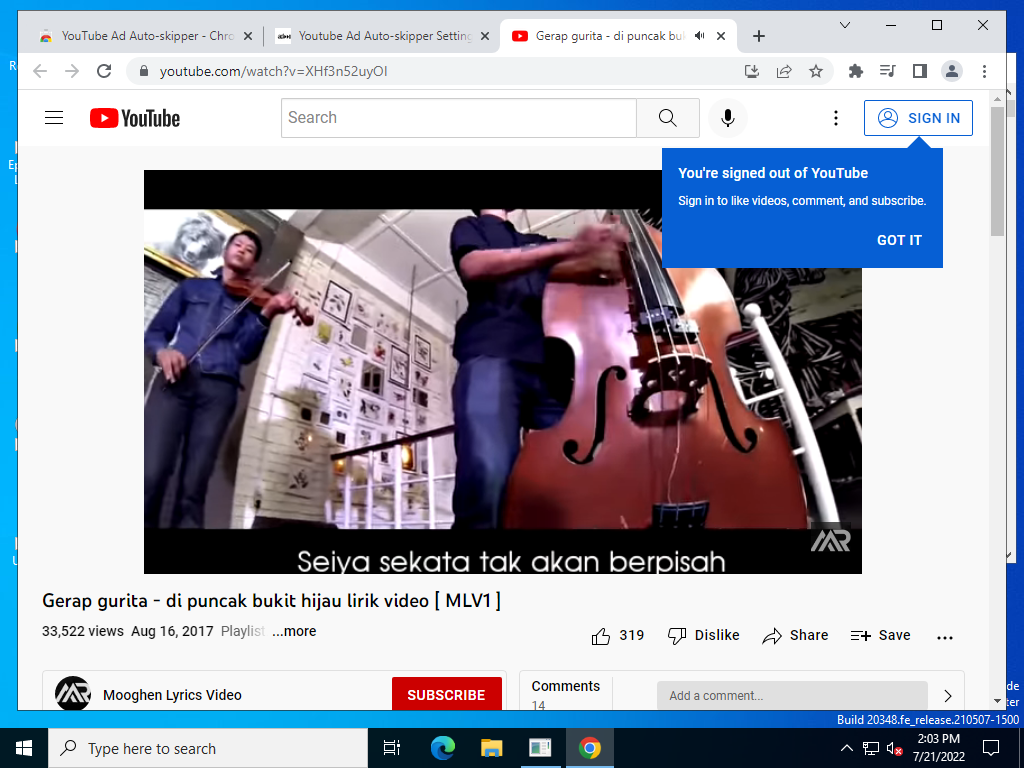 YouTube Ad Auto-skipper - Chro
Youtube Ad Auto-skipper Setting
Gerap gurita - di puncak buk
youtube.com/watch?v=XHf3n52uyOI
YouTube
Search
SIGN IN
You're signed out of YouTube
Sign in to like videos, comment, and subscribe.
GOT IT
Seiya sekata tak akan berpisah
Gerap gurita - di puncak bukit hijau lirik video [ MLV1 ]
33,522 views Aug 16, 2017 Playlist ...more
319 Dislike Share Save
Mooghen Lyrics Video
SUBSCRIBE
Comments
14
Add a comment...
Build 20348.fe_release.210507-1500
Type here to search
2:03 PM
7/21/2022